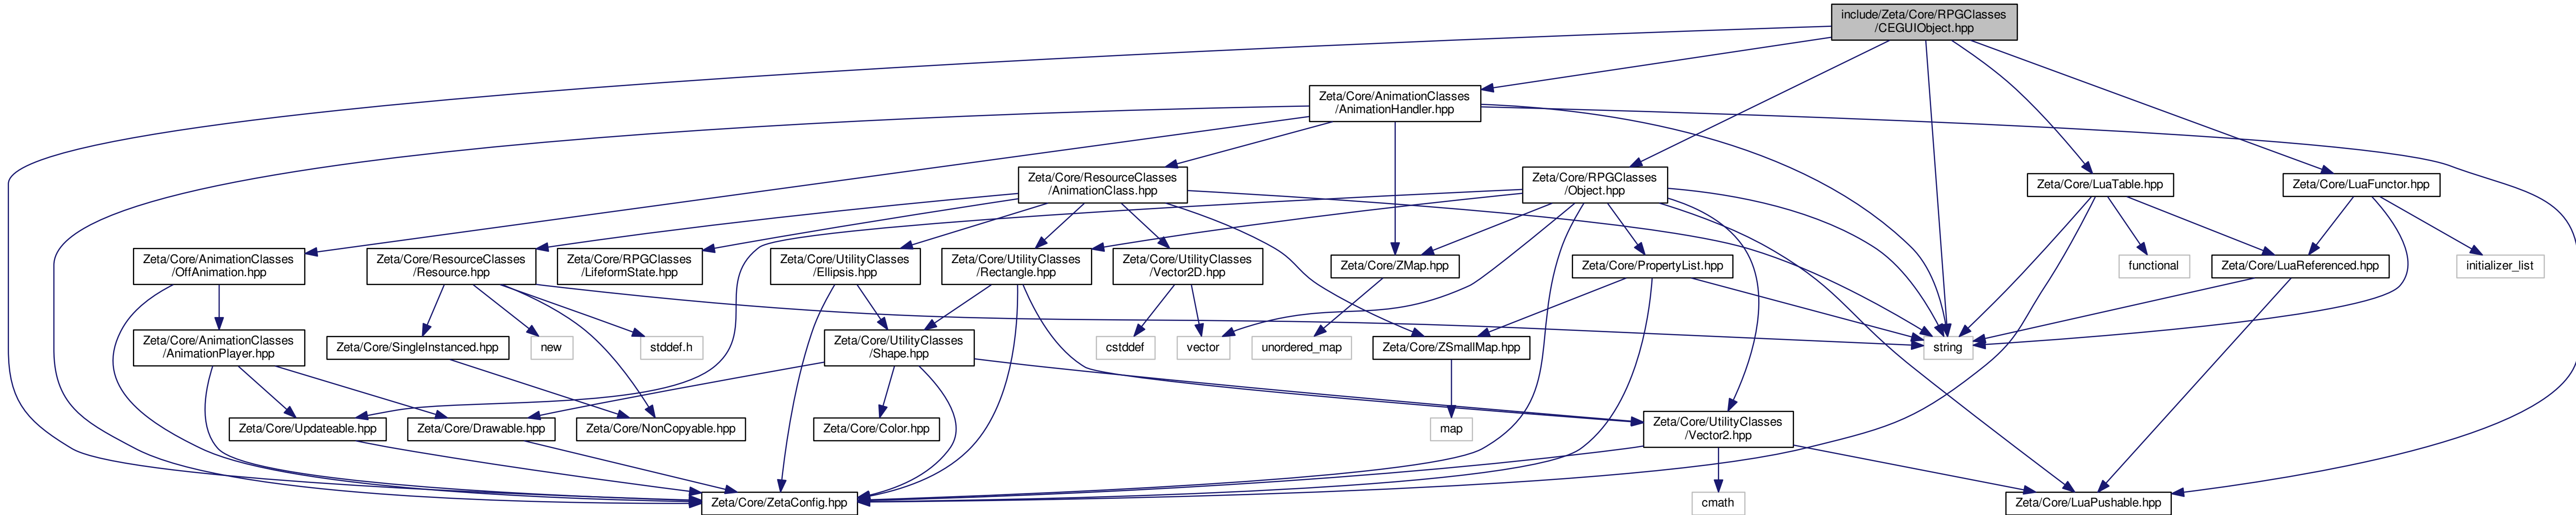 include/Zeta/Core/RPGClasses
/CEGUIObject.hpp
Zeta/Core/AnimationClasses
/AnimationHandler.hpp
Zeta/Core/ResourceClasses
/AnimationClass.hpp
Zeta/Core/RPGClasses
/Object.hpp
Zeta/Core/LuaTable.hpp
Zeta/Core/LuaFunctor.hpp
Zeta/Core/AnimationClasses
/OffAnimation.hpp
Zeta/Core/ResourceClasses
/Resource.hpp
Zeta/Core/RPGClasses
/LifeformState.hpp
Zeta/Core/UtilityClasses
/Ellipsis.hpp
Zeta/Core/UtilityClasses
/Rectangle.hpp
Zeta/Core/UtilityClasses
/Vector2D.hpp
Zeta/Core/ZMap.hpp
Zeta/Core/PropertyList.hpp
functional
Zeta/Core/LuaReferenced.hpp
initializer_list
Zeta/Core/AnimationClasses
/AnimationPlayer.hpp
Zeta/Core/SingleInstanced.hpp
new
stddef.h
Zeta/Core/UtilityClasses
/Shape.hpp
cstddef
vector
unordered_map
Zeta/Core/ZSmallMap.hpp
string
Zeta/Core/Updateable.hpp
Zeta/Core/Drawable.hpp
Zeta/Core/NonCopyable.hpp
Zeta/Core/Color.hpp
map
Zeta/Core/UtilityClasses
/Vector2.hpp
Zeta/Core/ZetaConfig.hpp
cmath
Zeta/Core/LuaPushable.hpp